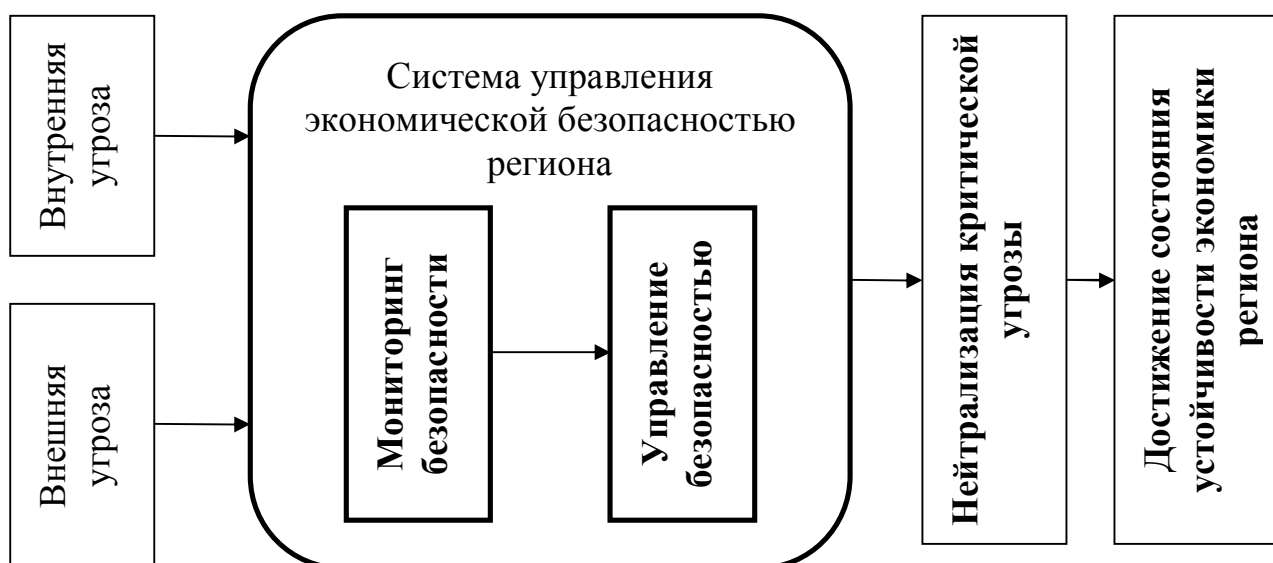 Внутренняя
угроза
Внешняя
угроза
Система управления
экономической безопасностью
региона
Мониторинг
безопасности
Управление
безопасностью
Нейтрализация критической
угрозы
Достижение состояния
устойчивости экономики
региона